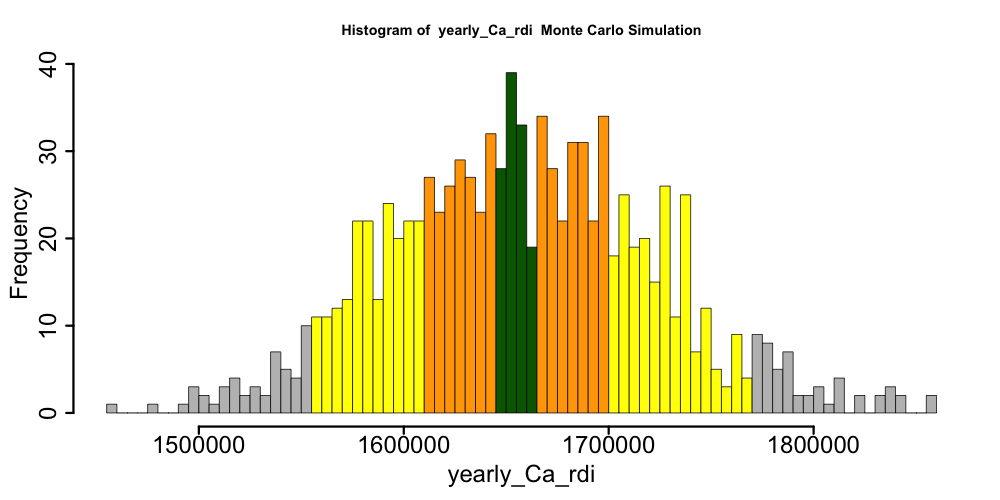 Histogram of  yearly_Ca_rdi  Monte Carlo Simulation
Frequency
40
30
20
10
0
1500000 1600000 1700000 1800000
yearly_Ca_rdi